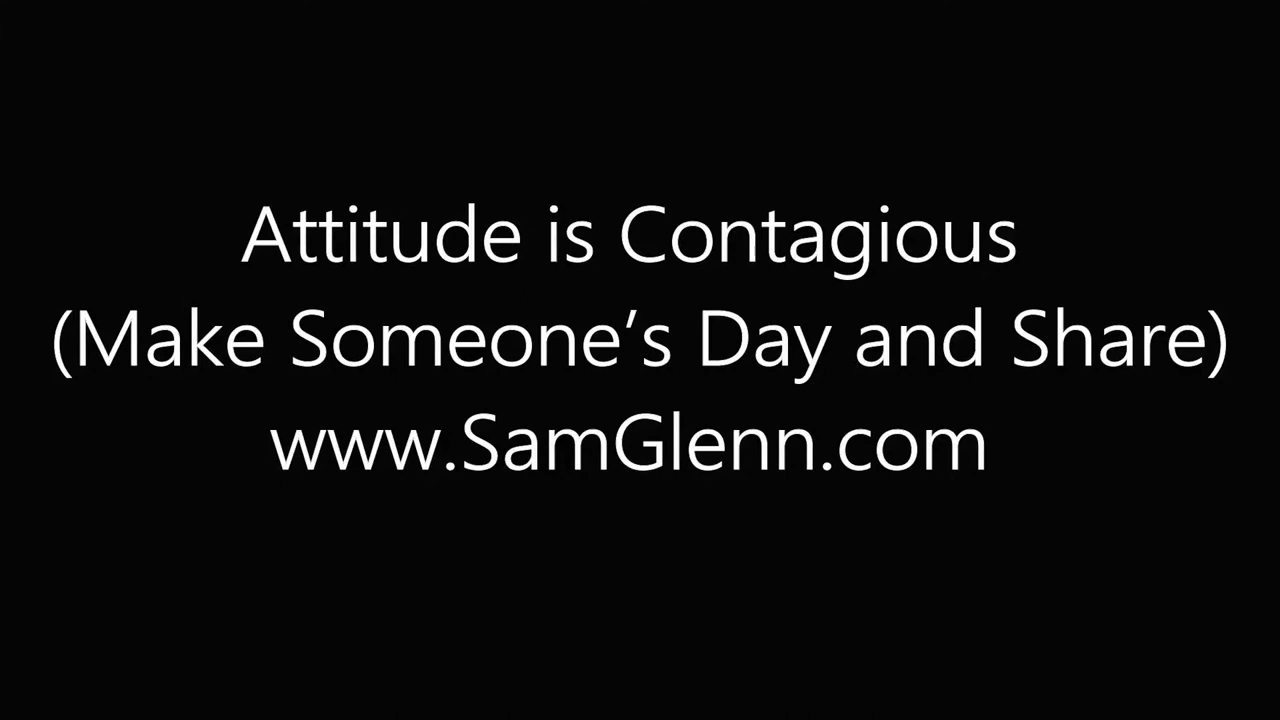 Attitude is Contagious
(Make Someone’s Day and Share)
www.SamGlenn.com